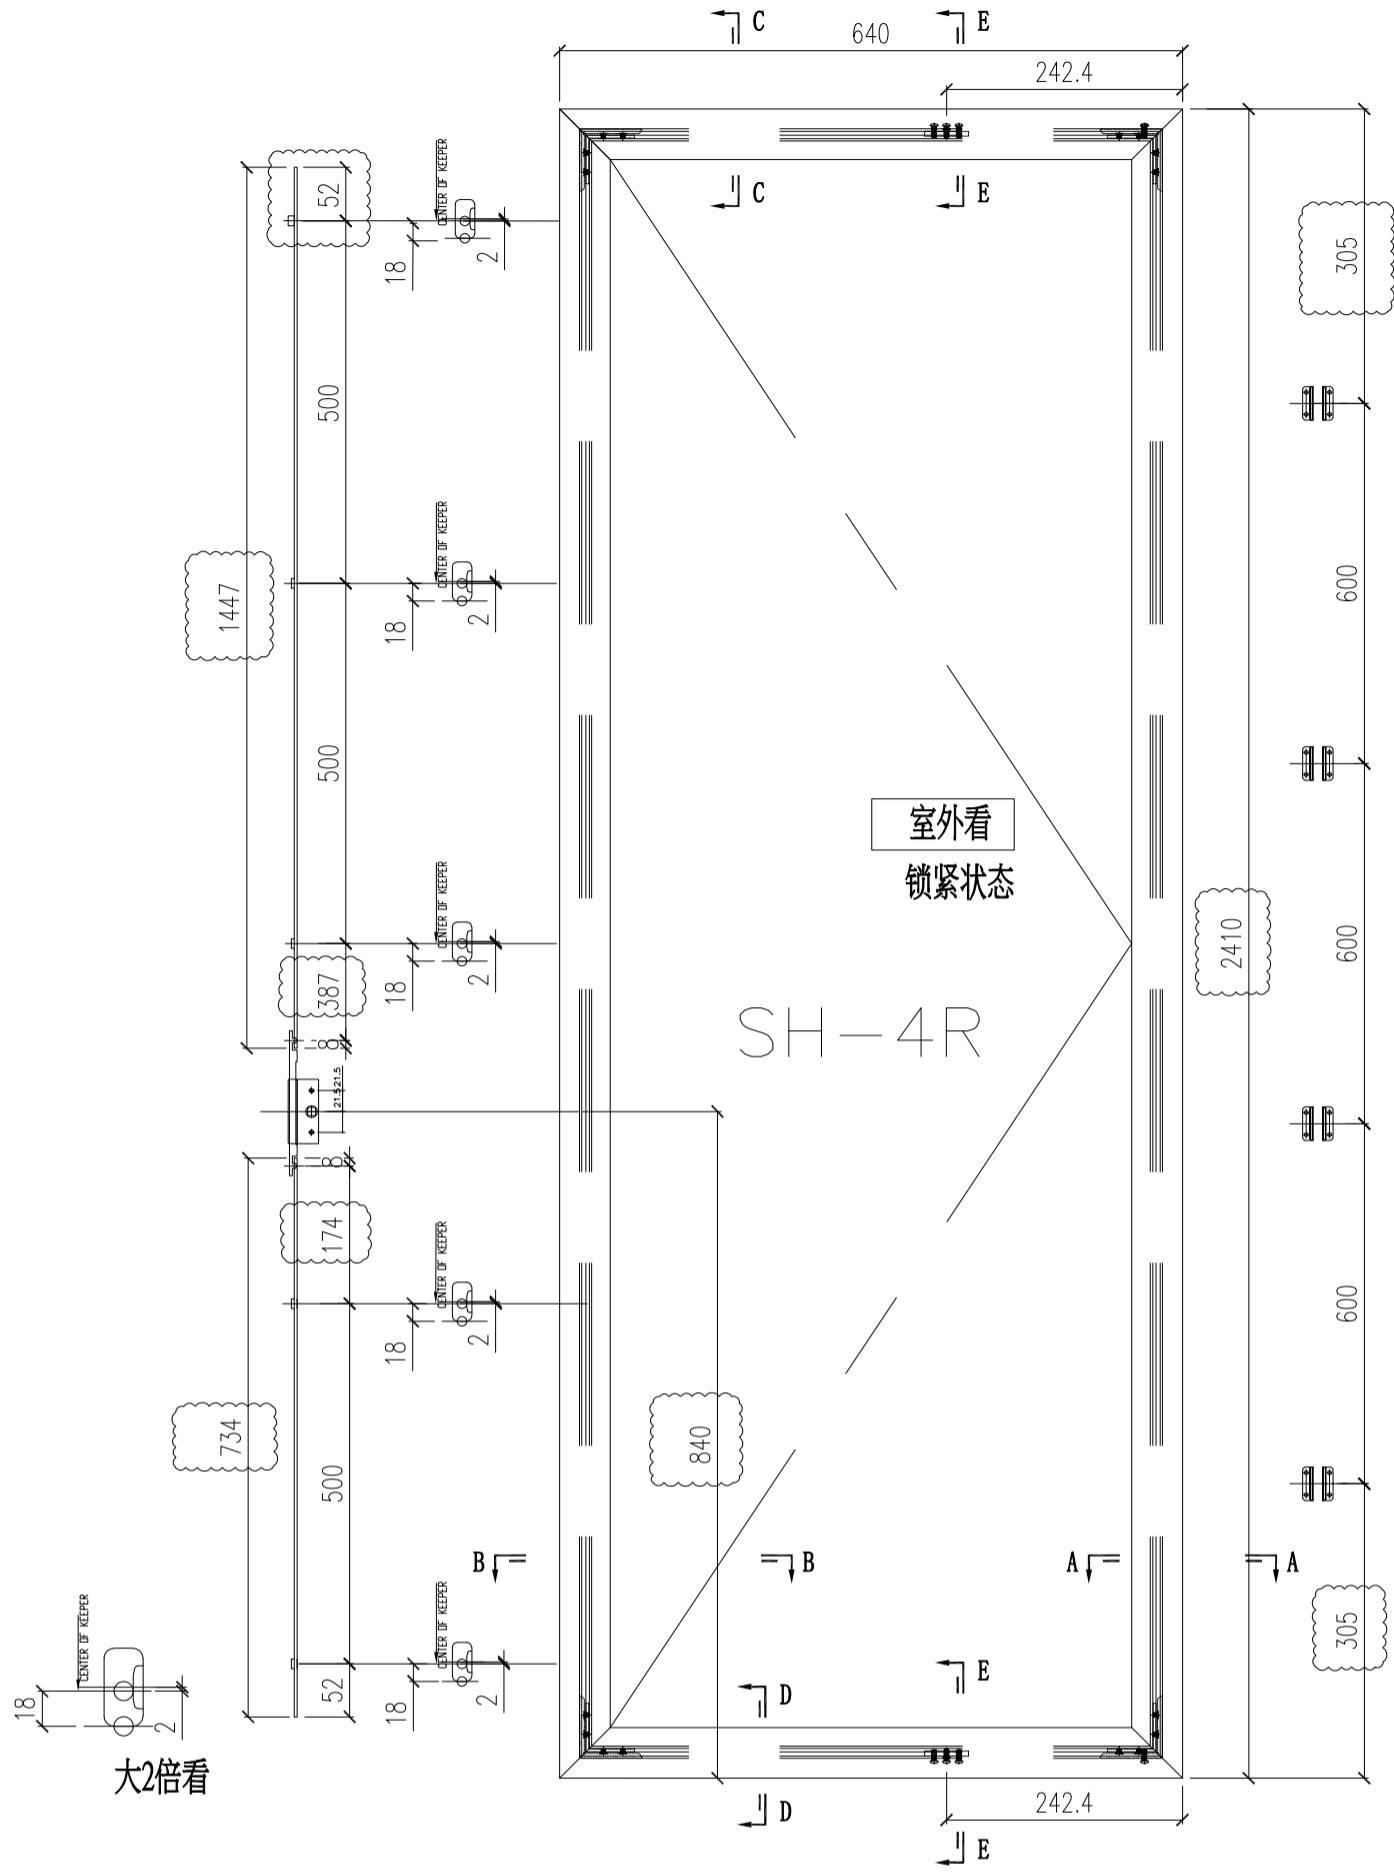 C
E
640
242.4
CENTER OF KEEPER
52
C
E
18
2
305
500
CENTER OF KEEPER
1447
18
2
600
500
室外看
锁紧状态
CENTER OF KEEPER
2410
600
387
18
2
SH-4R
8
21.5
21.5
8
174
CENTER OF KEEPER
18
2
600
734
840
500
B
B
A
A
CENTER OF KEEPER
CENTER OF KEEPER
305
E
52
18
2
D
18
2
大2倍看
242.4
D
E